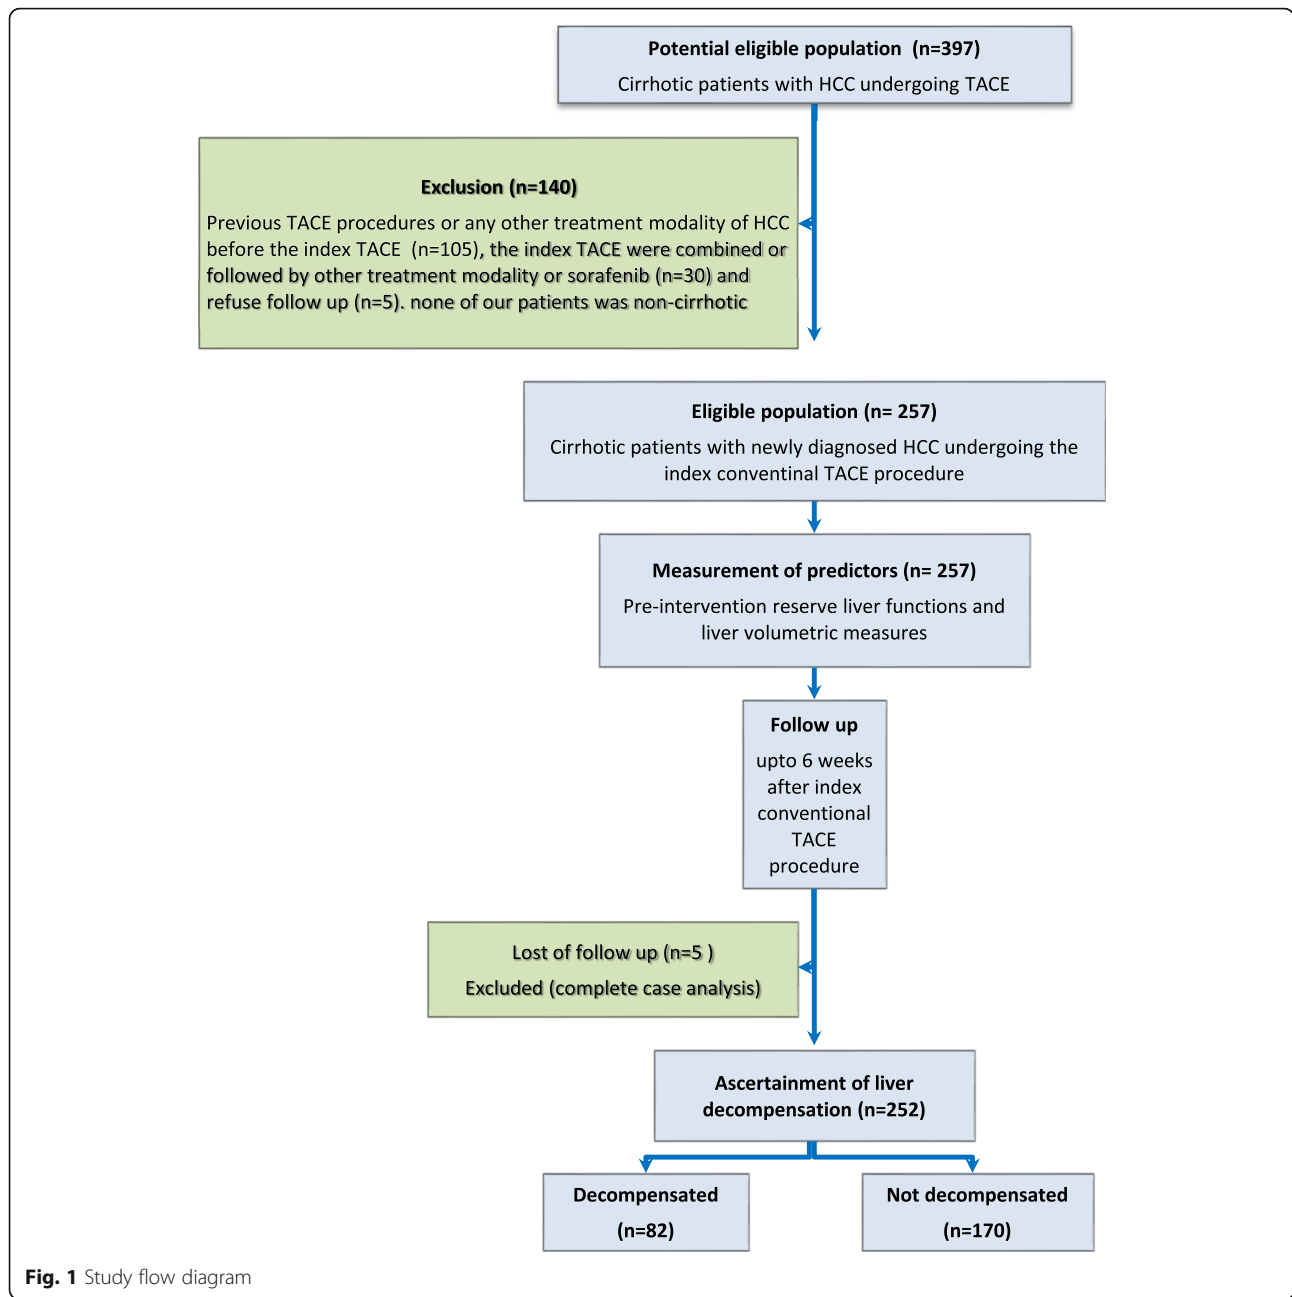 Potential eligible population (n=397)
Cirrhotic patients with HCC undergoing TACE
Exclusion (n=140)
Previous TACE procedures or any other treatment modality of HCC
before the index TACE (n=105), the index TACE were combined or
followed by other treatment modality or sorafenib (n=30) and
refuse follow up (n=5). none of our patients was non-cirrhotic
Eligible population (n= 257)
Cirrhotic patients with newly diagnosed HCC undergoing the
index conventinal TACE procedure
Measurement of predictors (n= 257)
Pre-intervention reserve liver functions and
liver volumetric measures
Follow up
upto 6 weeks
after index
conventional
TACE
procedure
Lost of follow up (n=5 )
Excluded (complete case analysis)
Ascertainment of liver
decompensation (n=252)
Decompensated
(n=82)
Not decompensated
(n=170)
Fig. 1 Study flow diagram